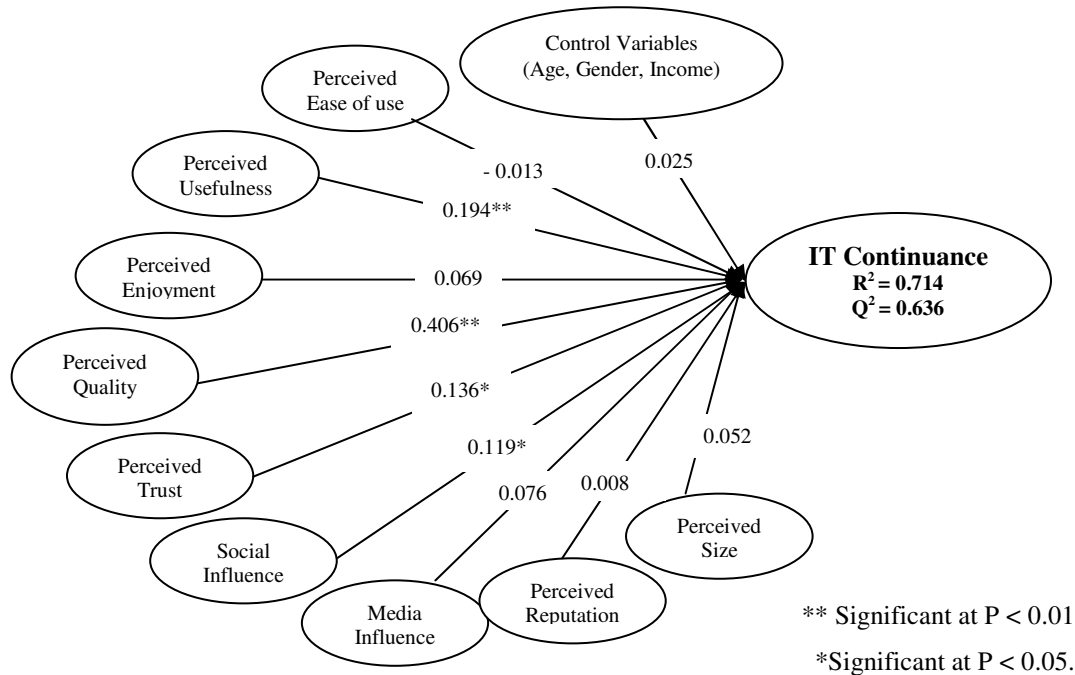 Control Variables
(Age, Gender, Income)
Perceived
Ease of use
0.025
- 0.013
Perceived
Usefulness
0.194**
IT Continuance
R² = 0.714
Q² = 0.636
Perceived
Enjoyment
0.069
0.406**
Perceived
Quality
0.136*
Perceived
Trust
0.119*
0.052
0.076
0.008
Social
Influence
Perceived
Size
Media
Influence
Perceived
Reputation
** Significant at P < 0.01
*Significant at P < 0.05.